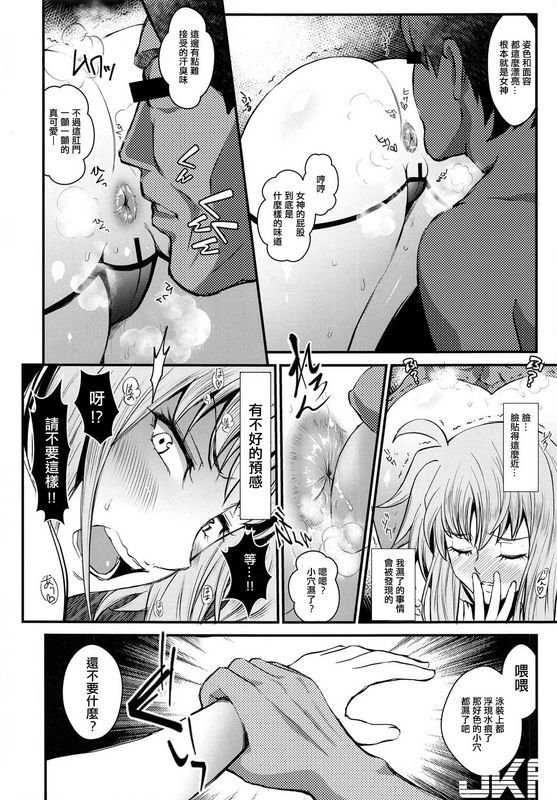 姿色和面容
都這麼漂亮…
根本就是女神
哼哼
女神的屁股
到底是
什麼樣的味道
這邊有點難
接受的汗臭味
不過這肛門
一顫一顫的
真可愛—
臉…
臉貼得這麼近…
我濕了的事情
會被發現的
嗯嗯?
小穴濕了?
有不好的預感
等…!!
呀!?
請不要這樣!!
喂喂
泳裝上都
浮現水痕了
那好色的小穴
都濕了吧
還不要什麼?